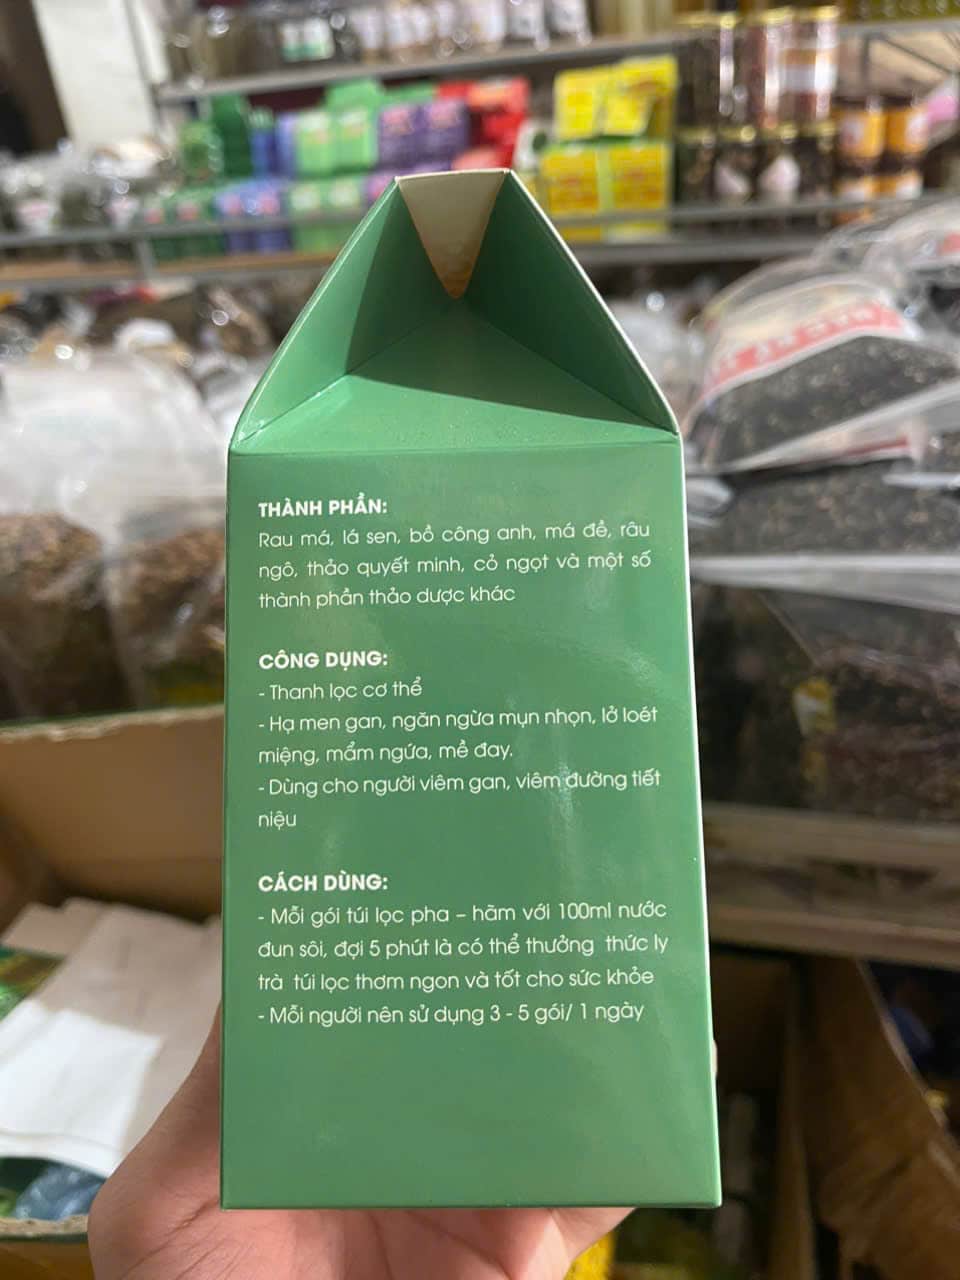 THÀNH PHẦN:
Rau má, lá sen, bồ công anh, má đề, râu
ngô, thảo quyết minh, cỏ ngọt và một số
thành phần thảo dược khác
CÔNG DỤNG:
- Thanh lọc cơ thể
- Hạ men gan, ngăn ngừa mụn nhọn, lở loét
miệng, mẩm ngứa, mề đay.
- Dùng cho người viêm gan, viêm đường tiết
niệu
CÁCH DÙNG:
- Mỗi gói túi lọc pha – hãm với 100ml nước
đun sôi, đợi 5 phút là có thể thưởng thức ly
trà túi lọc thơm ngon và tốt cho sức khỏe
- Mỗi người nên sử dụng 3 - 5 gói/ 1 ngày